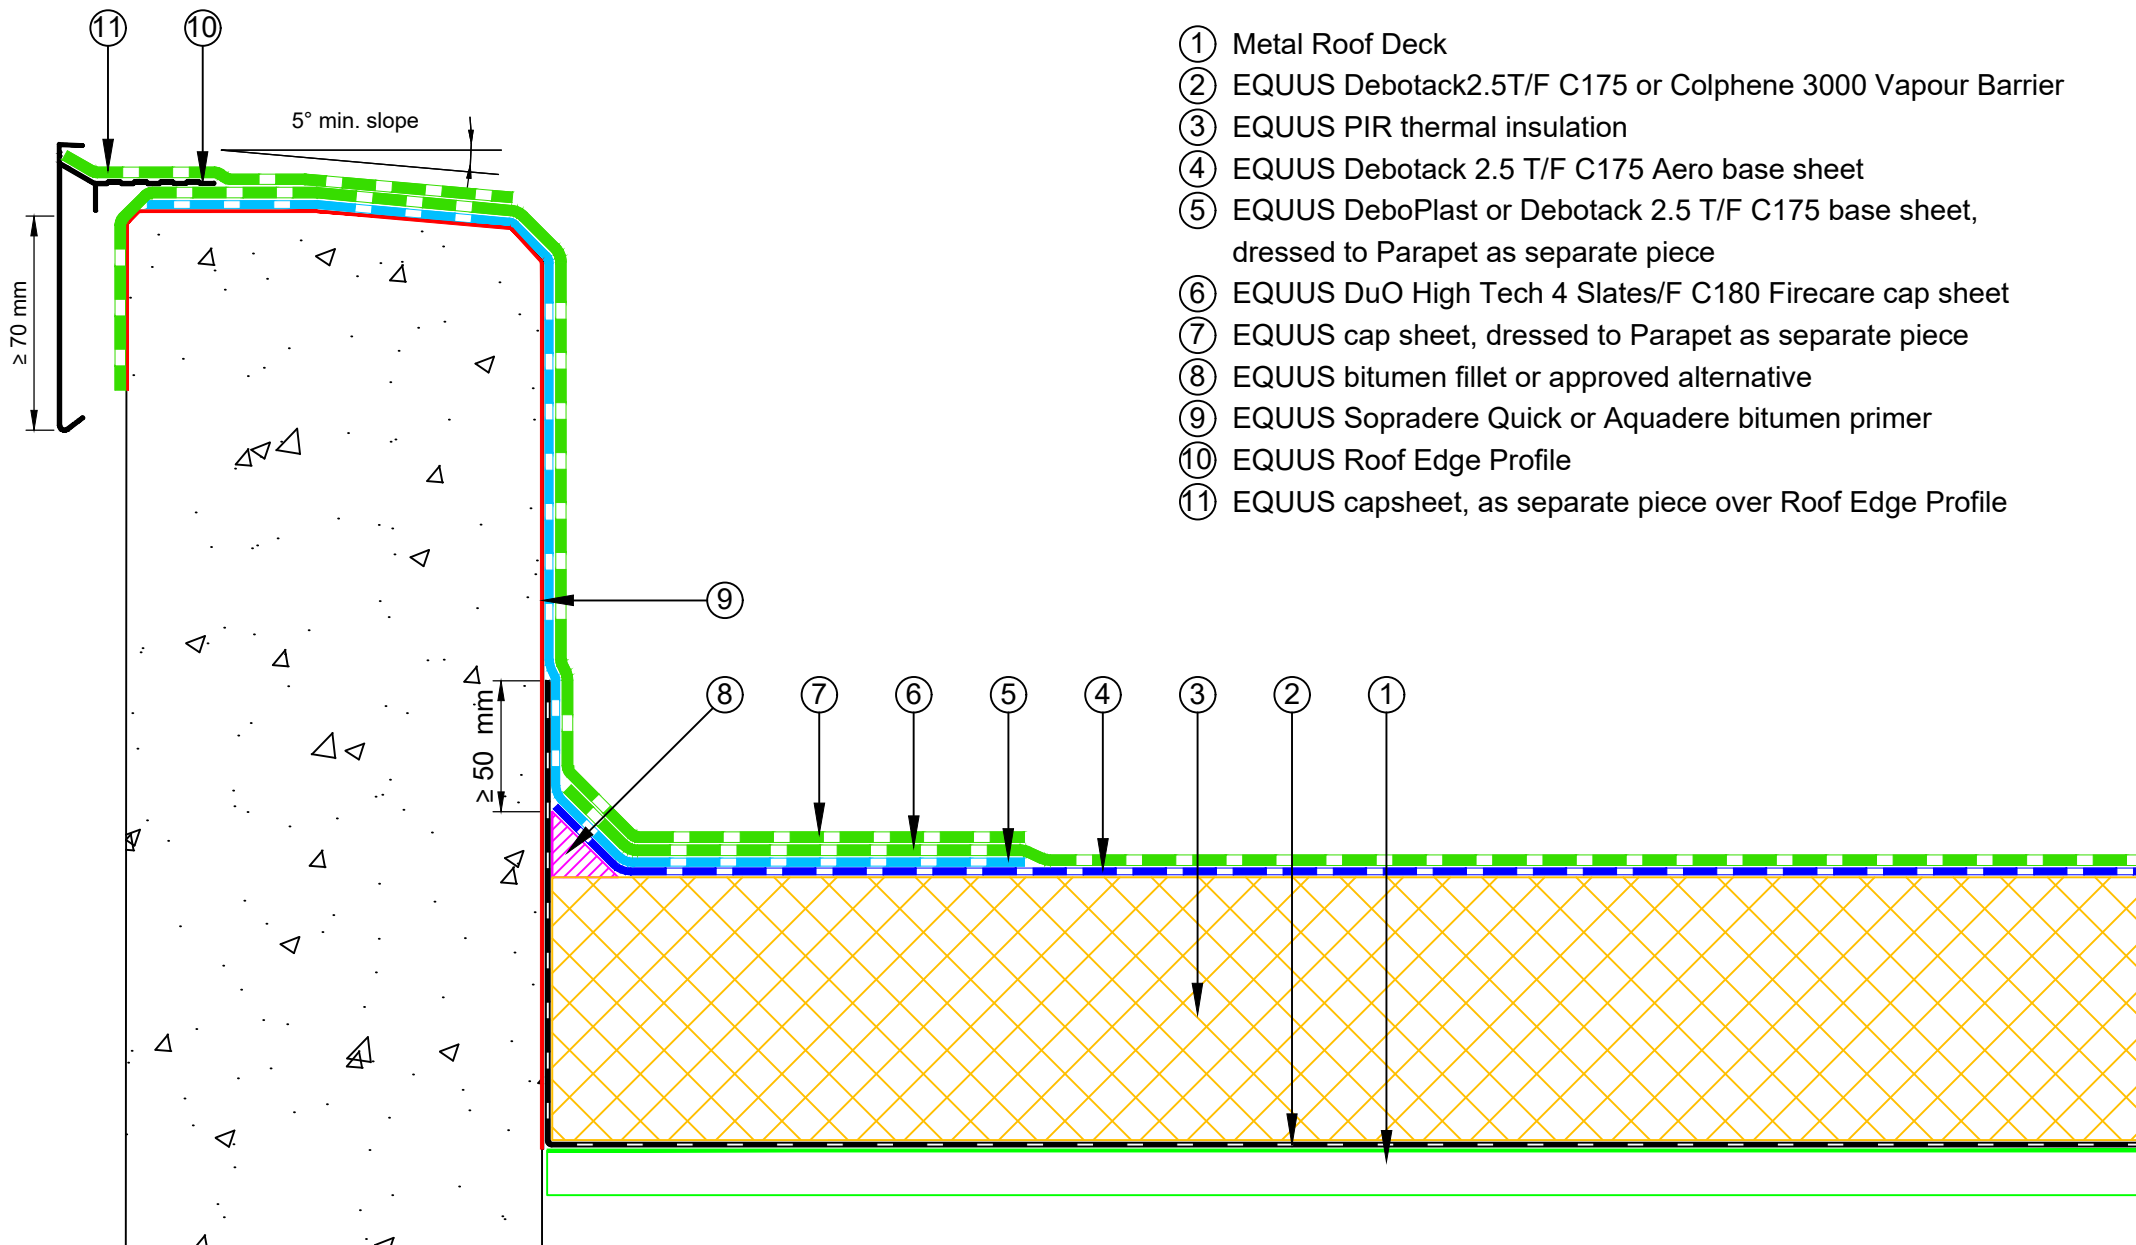 11
10
5° min. slope
≥ 70 mm
1 Metal Roof Deck
2 EQUUS Debotack2.5T/F C175 or Colphene 3000 Vapour Barrier
3 EQUUS PIR thermal insulation
4 EQUUS Debotack 2.5 T/F C175 Aero base sheet
5 EQUUS DeboPlast or Debotack 2.5 T/F C175 base sheet,
dressed to Parapet as separate piece
6 EQUUS DuO High Tech 4 Slates/F C180 Firecare cap sheet
7 EQUUS cap sheet, dressed to Parapet as separate piece
8 EQUUS bitumen fillet or approved alternative
9 EQUUS Sopradere Quick or Aquadere bitumen primer
10 EQUUS Roof Edge Profile
11 EQUUS capsheet, as separate piece over Roof Edge Profile
9
≥ 50 mm
8
7
6
5
4
3
2
1